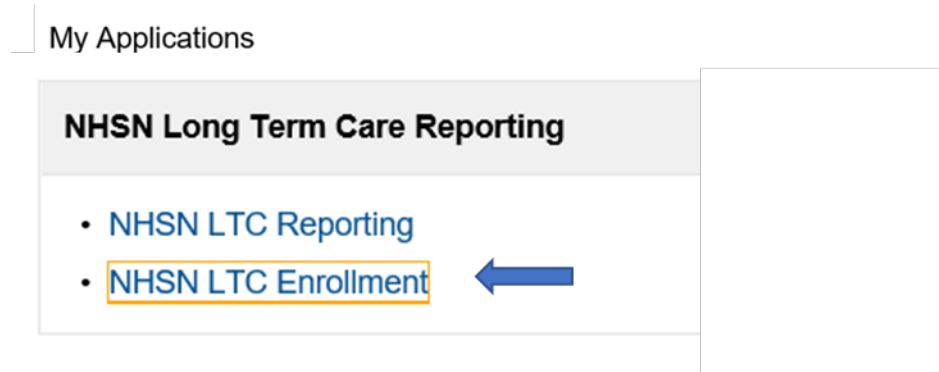 My Applications
NHSN Long Term Care Reporting
• NHSN LTC Reporting
• NHSN LTC Enrollment